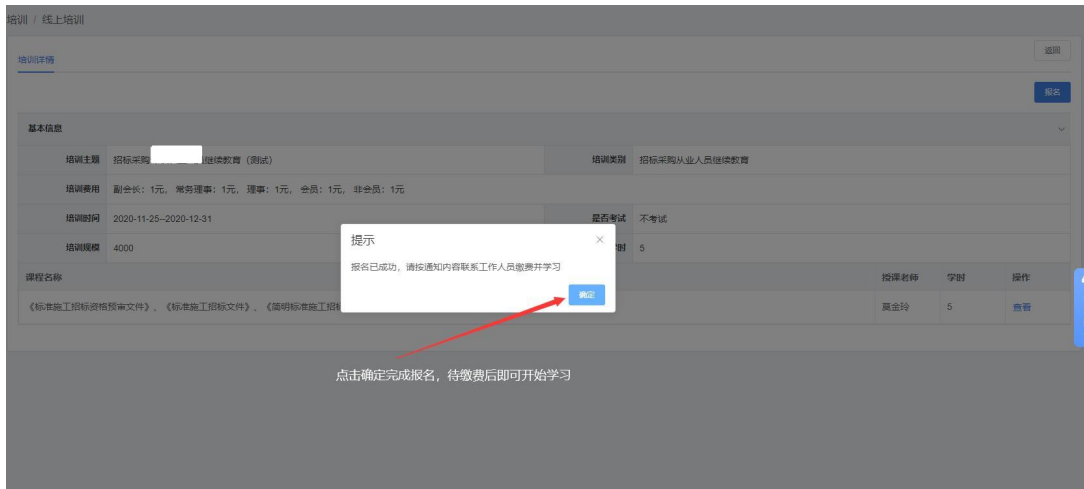 培训 / 线上培训
返回
培训详情
报名
基本信息
培训主题 招标采购 继续教育（测试） 培训类别 招标采购从业人员继续教育
培训费用 副会长：1元， 常务理事：1元， 理事：1元， 会员：1元， 非会员：1元
培训时间 2020-11-25--2020-12-31 是否考试 不考试
培训规模 4000 时 5
提示
报名已成功，请按通知内容联系工作人员缴费并学习
确定
课程名称 授课老师 学时 操作
《标准施工招标资格预审文件》、《标准施工招标文件》、《简明标准施工招 莫金玲 5 查看
点击确定完成报名，待缴费后即可开始学习